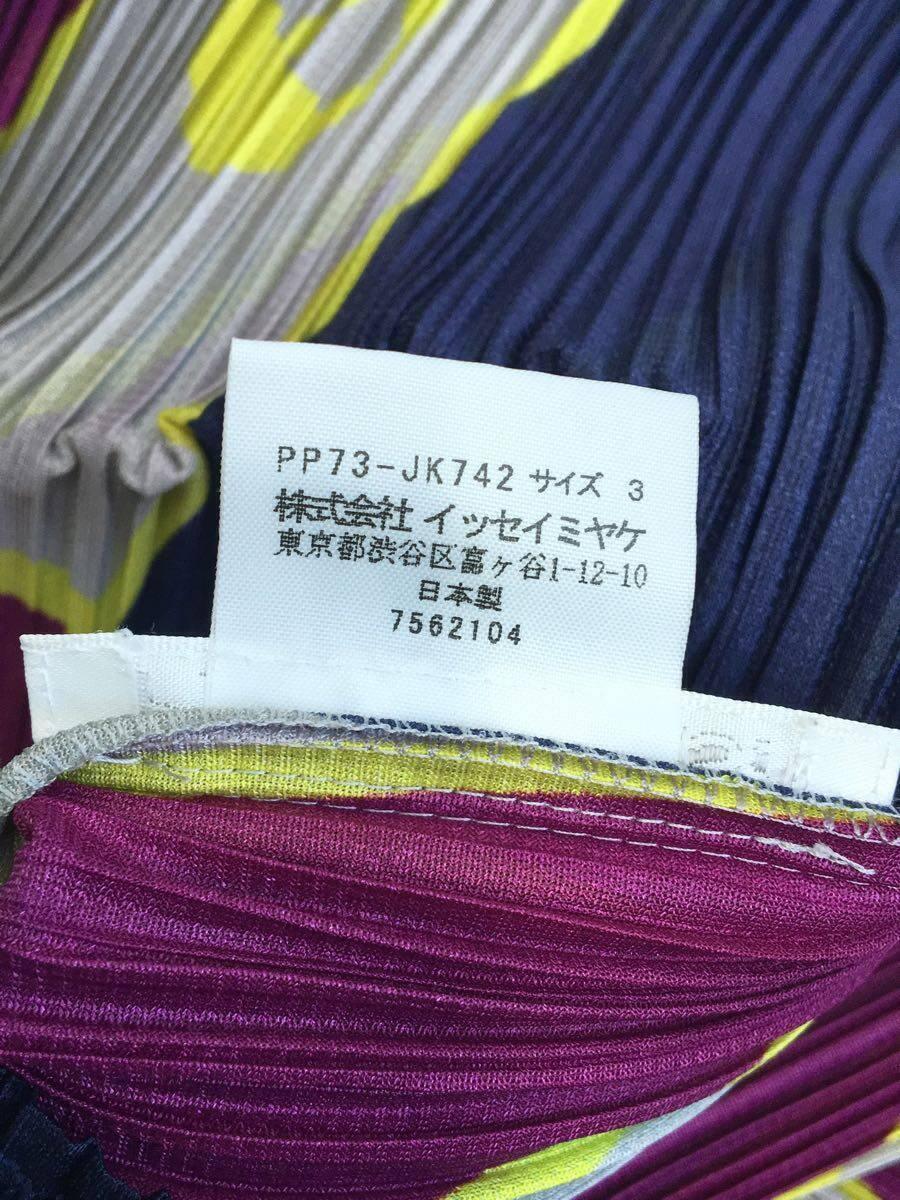 PP73-JK742 サイズ 3
株式会社 イッセイミヤケ
東京都渋谷区富ヶ谷1-12-10
日本製
7562104